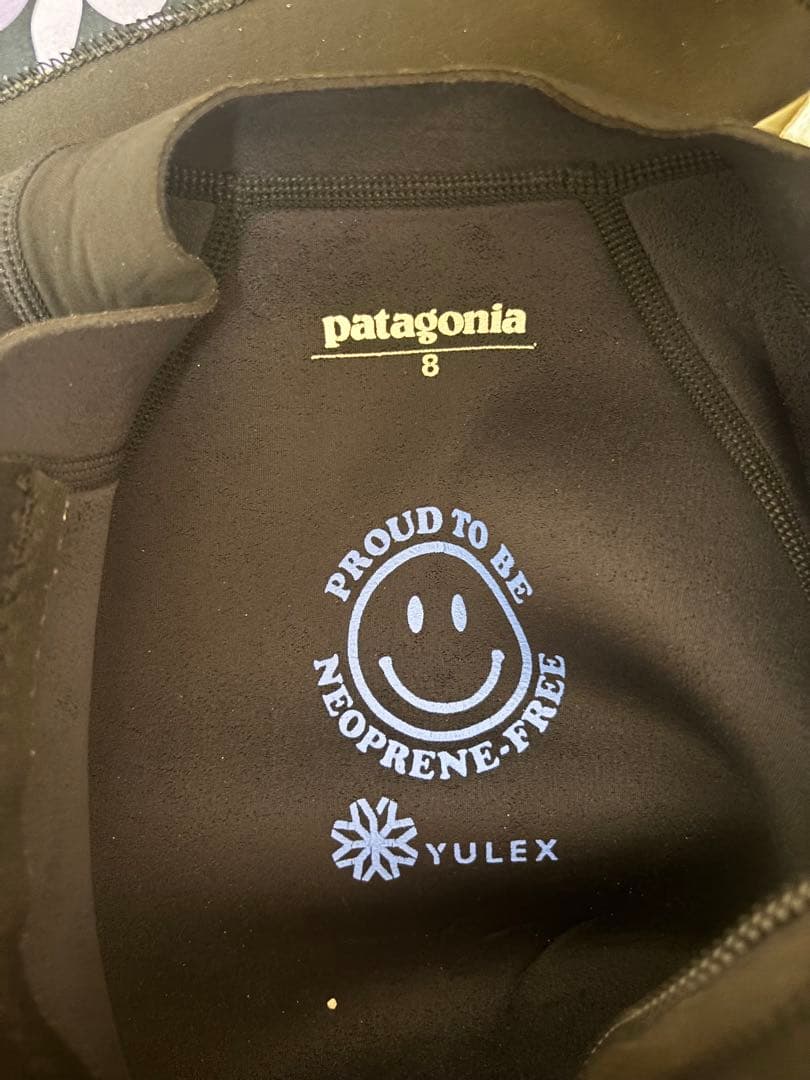 patagonia
8
PROUD TO BE
NEOPRENE-FREE
YULEX